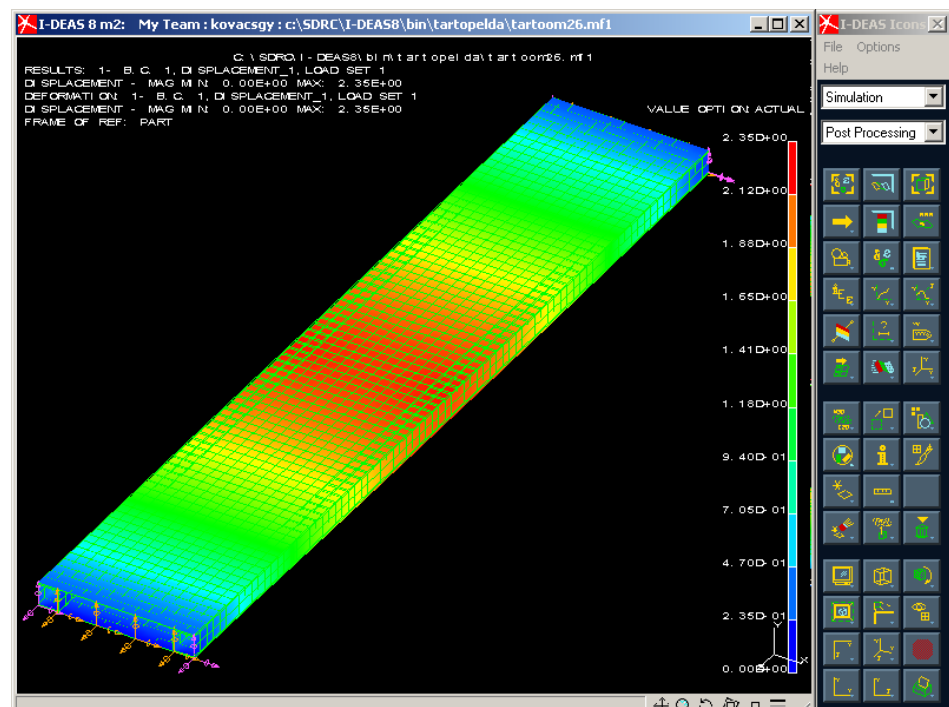 I-DEAS 8 m2: My Team : kovacsgy : c:\SDRC\I-DEAS8\bin\tartopelda\tartoom26.mf1
C:\SDRC\I-DEAS8\bin\tartopelda\tartoom26.mf1
RESULTS: 1- B.C. 1, DISPLACEMENT_1, LOAD SET 1
DISPLACEMENT - MAG MIN: 0.00E+00 MAX: 2.35E+00
DEFORMATION: 1- B.C. 1, DISPLACEMENT_1, LOAD SET 1
DISPLACEMENT - MAG MIN: 0.00E+00 MAX: 2.35E+00
FRAME OF REF: PART
VALUE OPTION: ACTUAL
2.35D+00
2.12D+00
1.88D+00
1.65D+00
1.41D+00
1.18D+00
9.40D-01
7.05D-01
4.70D-01
2.35D-01
0.00D+00
Y
X
I-DEAS Icons
File Options
Help
Simulation
Post Processing